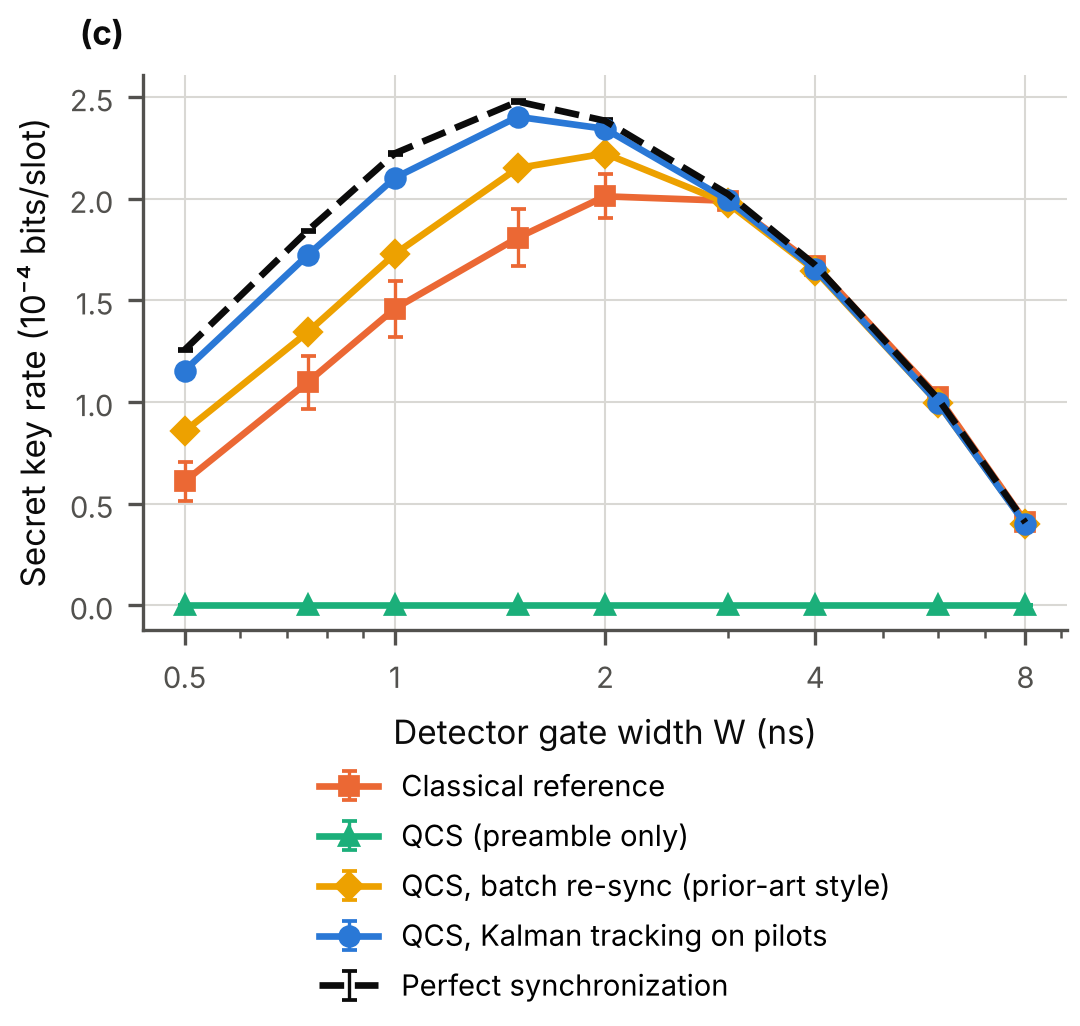 (c)
2.5
2.0
1.5
1.0
0.5
0.0
Secret key rate (10⁻⁴ bits/slot)
0.5 1 2 4 8
Detector gate width W (ns)
Classical reference
QCS (preamble only)
QCS, batch re-sync (prior-art style)
QCS, Kalman tracking on pilots
Perfect synchronization